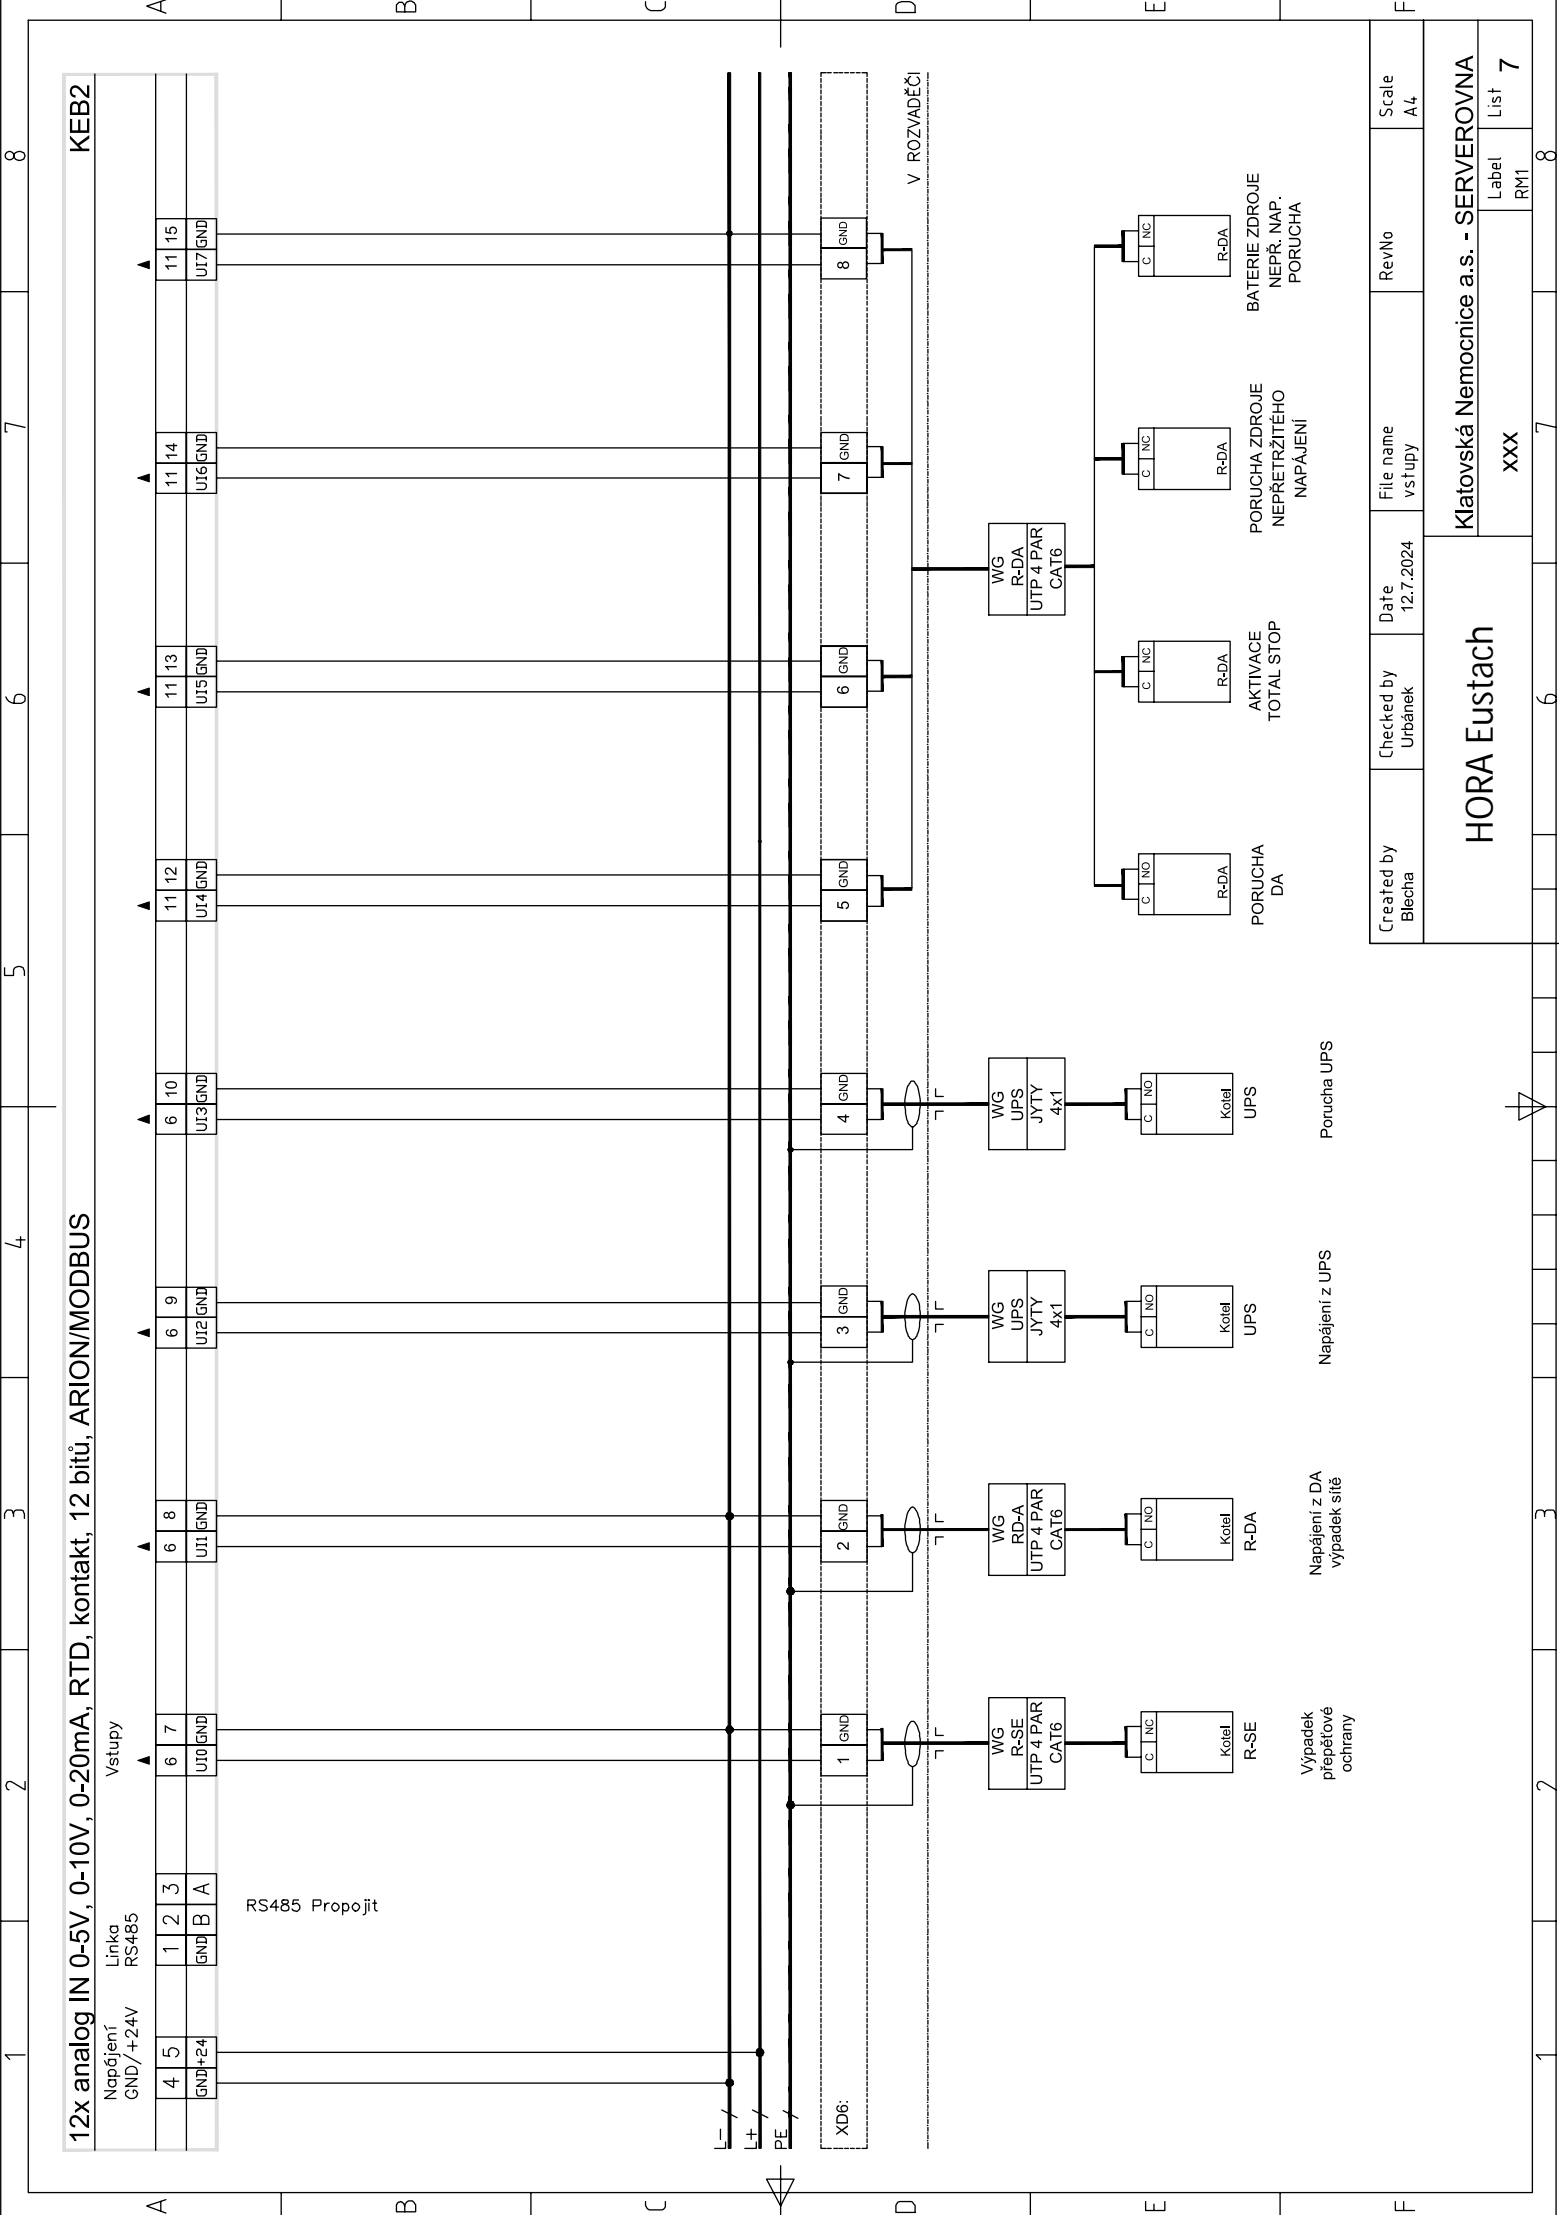 1 2 3 4 5 6 7 8
A
B
C
D
E
F
12x analog IN 0-5V, 0-10V, 0-20mA, RTD, kontakt, 12 bitů, ARION/MODBUS KEB2
Napájení
GND/+24V
Linka
RS485
Vstupy
4 5 1 2 3 6 7 6 8 6 9 6 10 11 12 11 13 11 14 11 15
GND +24 GND B A UI0 GND UI1 GND UI2 GND UI3 GND UI4 GND UI5 GND UI6 GND UI7 GND
RS485 Propojit
L-
L+
PE
XD6:
1 GND 2 GND 3 GND 4 GND 5 GND 6 GND 7 GND 8 GND
V ROZVADĚČI
WG
R-SE
UTP 4 PAR
CAT6
WG
RD-A
UTP 4 PAR
CAT6
WG
UPS
JYTY
4x1
WG
UPS
JYTY
4x1
WG
R-DA
UTP 4 PAR
CAT6
C NC
Kotel
R-SE
Výpadek
přepěťové
ochrany
C NO
Kotel
R-DA
Napájení z DA
výpadek sítě
C NO
Kotel
UPS
Napájení z UPS
C NO
Kotel
UPS
Porucha UPS
C NO
R-DA
PORUCHA
DA
C NC
R-DA
AKTIVACE
TOTAL STOP
C NC
R-DA
PORUCHA ZDROJE
NEPŘETRŽITÉHO
NAPÁJENÍ
C NC
R-DA
BATERIE ZDROJE
NEPŘ. NAP.
PORUCHA
Created by
Blecha
Checked by
Urbánek
Date
12.7.2024
File name
vstupy
RevNo
Scale
A4
HORA Eustach
Klatovská Nemocnice a.s. - SERVEROVNA
xxx
Label
RM1
List 7
A
B
C
D
E
F
1 2 3 6 7 8